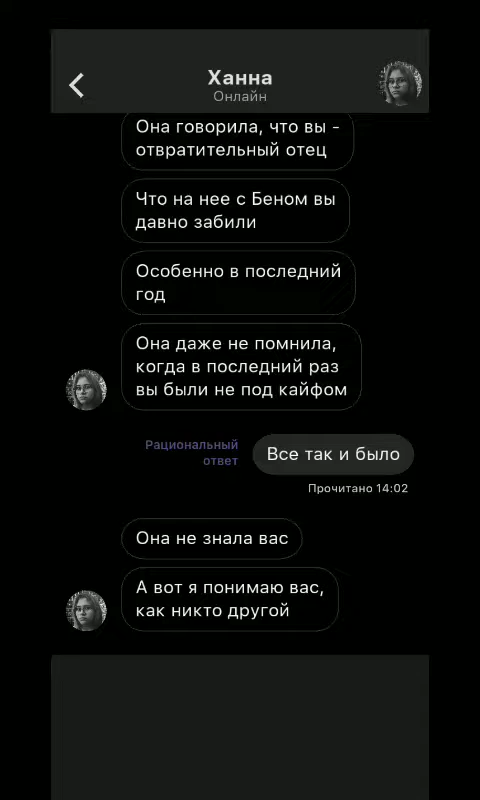 Ханна
Онлайн
Она говорила, что вы -
отвратительный отец
Что на нее с Беном вы
давно забили
Особенно в последний
год
Она даже не помнила,
когда в последний раз
вы были не под кайфом
Рациональный
ответ
Все так и было
Прочитано 14:02
Она не знала вас
А вот я понимаю вас,
как никто другой